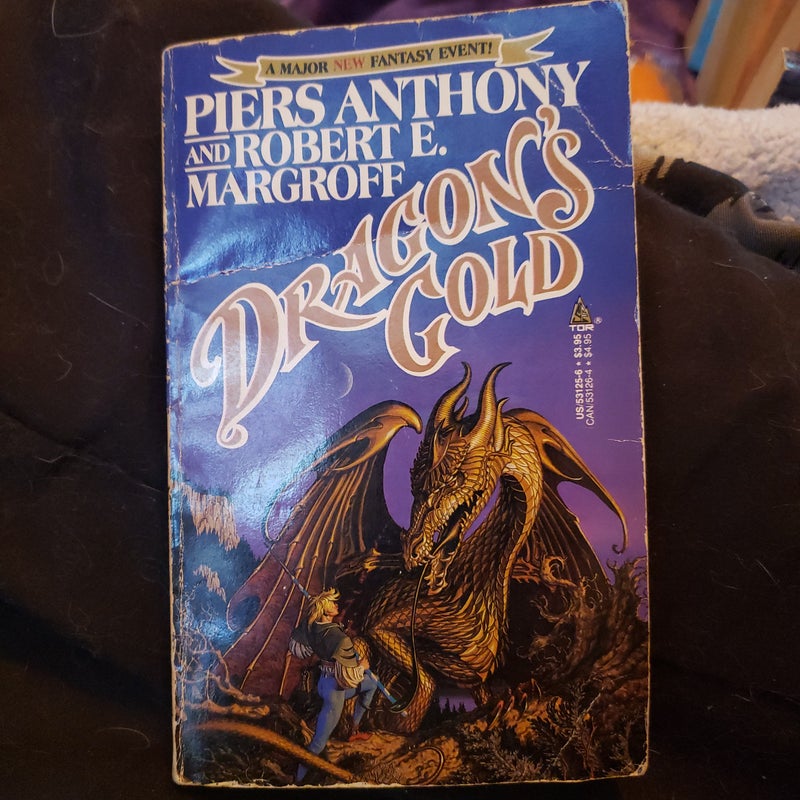 A MAJOR NEW FANTASY EVENT!
PIERS ANTHONY
AND ROBERT E.
MARGROFF
DRAGON'S
GOLD
TOR®
US/53125-6 ★ $3.95
CAN/53126-4 ★ $4.95